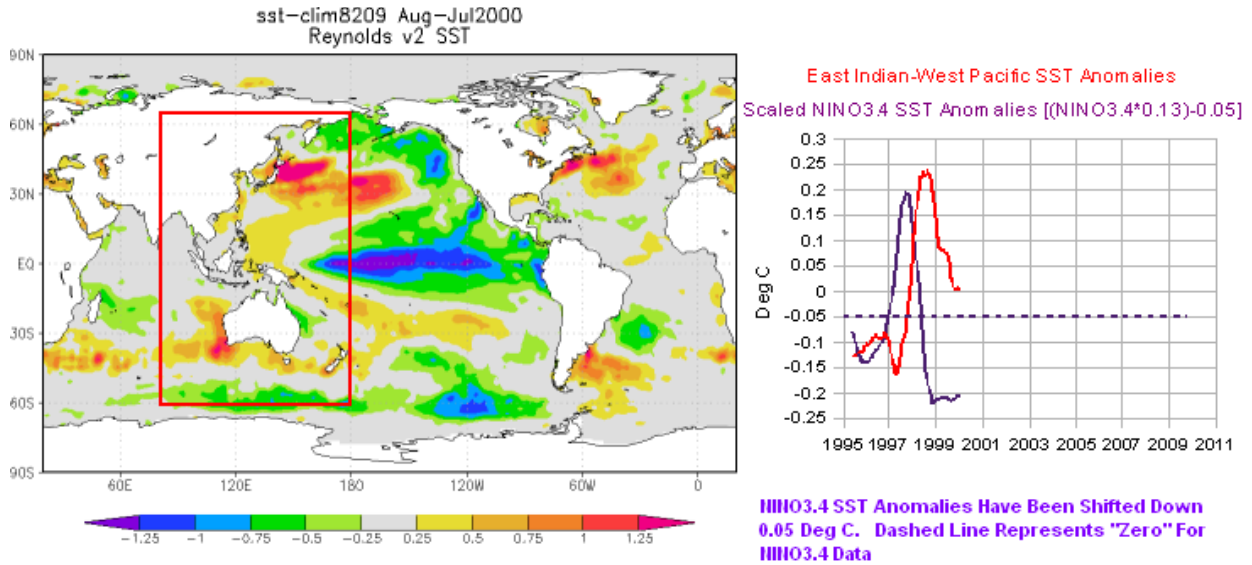 sst-clim8209 Aug-Jul2000
Reynolds v2 SST
90N
60N
30N
EQ
30S
60S
90S
60E 120E 180 120W 60W 0
-1.25 -1 -0.75 -0.5 -0.25 0.25 0.5 0.75 1 1.25
East Indian-West Pacific SST Anomalies
Scaled NINO3.4 SST Anomalies [(NINO3.4*0.13)-0.05]
Deg C
0.3
0.25
0.2
0.15
0.1
0.05
0
-0.05
-0.1
-0.15
-0.2
-0.25
1995 1997 1999 2001 2003 2005 2007 2009 2011
NINO3.4 SST Anomalies Have Been Shifted Down
0.05 Deg C. Dashed Line Represents "Zero" For
NINO3.4 Data